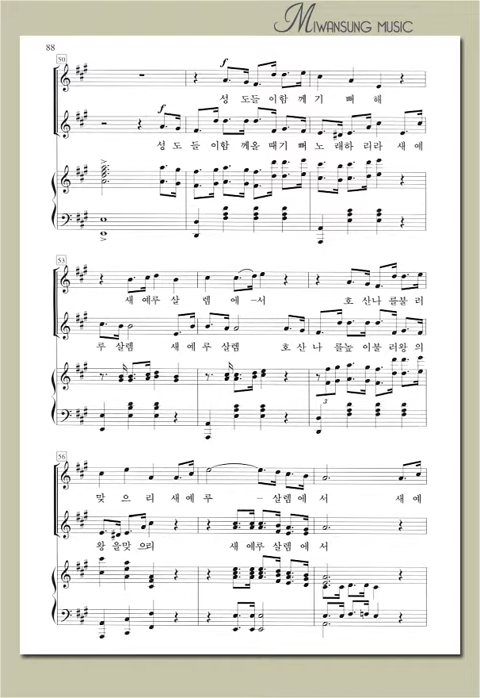 MIWANSUNG MUSIC
88
50
성 도들 이함 께 기 뻐 해
성 도 들 이함 께올 때기 뻐 노 래하 리라 새 예
53
새 예루 살 렘 에 -서 호 산나 를불 러
루 살렘 새 예 루 살렘 호 산 나 를높 이불 러왕 의
3
56
맞 으 리 새 예 루 - 살렘 에 서 새 예
왕 을맞 으리 새 예루 살렘 에 서